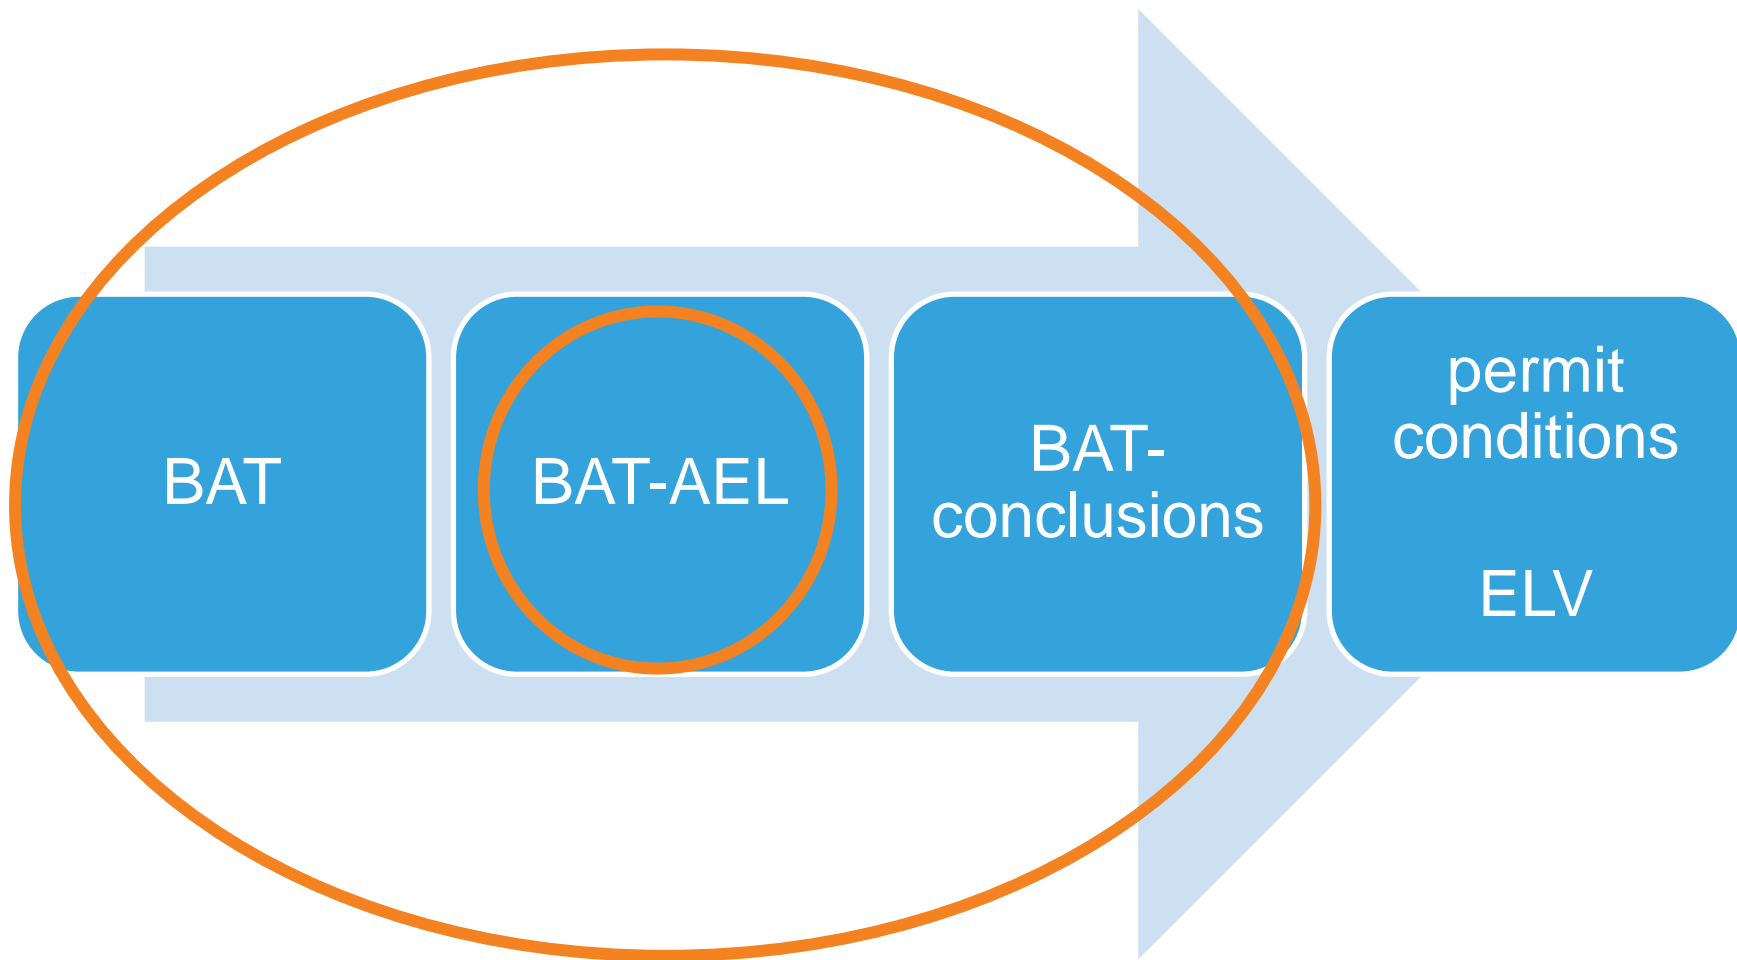 BAT
BAT-AEL
BAT-
conclusions
permit
conditions
ELV